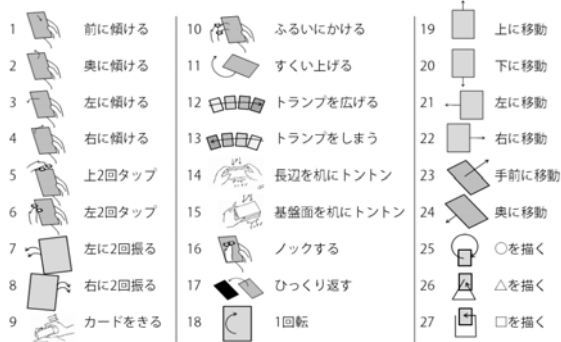 1 前に傾ける
2 奥に傾ける
3 左に傾ける
4 右に傾ける
5 上2回タップ
6 左2回タップ
7 左に2回振る
8 右に2回振る
9 カードをきる
10 ふるいにかける
11 すくい上げる
12 トランプを広げる
13 トランプをしまう
14 長辺を机にトントン
15 基盤面を机にトントン
16 ノックする
17 ひっくり返す
18 1回転
19 上に移動
20 下に移動
21 左に移動
22 右に移動
23 手前に移動
24 奥に移動
25 ○を描く
26 △を描く
27 □を描く